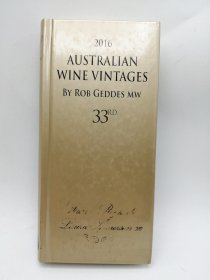 2016
AUSTRALIAN
WINE VINTAGES
BY ROB GEDDES MW
33RD